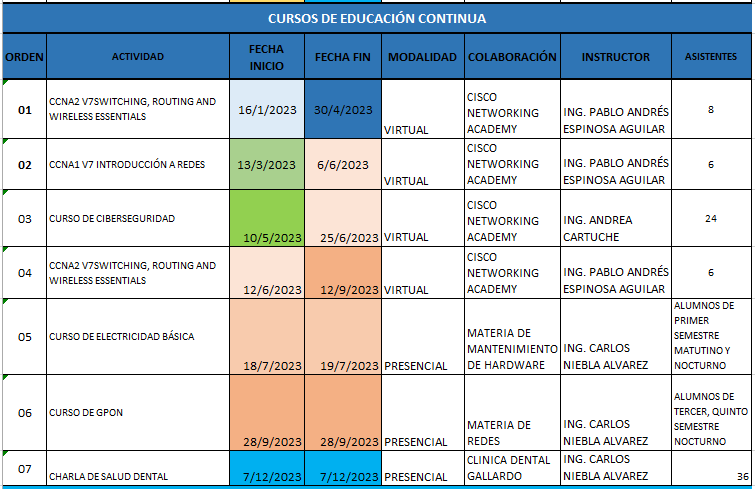 CURSOS DE EDUCACIÓN CONTINUA
ORDEN ACTIVIDAD FECHA INICIO FECHA FIN MODALIDAD COLABORACIÓN INSTRUCTOR ASISTENTES
01 CCNA2 V7SWITCHING, ROUTING AND WIRELESS ESSENTIALS 16/1/2023 30/4/2023 VIRTUAL CISCO NETWORKING ACADEMY ING. PABLO ANDRÉS ESPINOSA AGUILAR 8
02 CCNA1 V7 INTRODUCCIÓN A REDES 13/3/2023 6/6/2023 VIRTUAL CISCO NETWORKING ACADEMY ING. PABLO ANDRÉS ESPINOSA AGUILAR 6
03 CURSO DE CIBERSEGURIDAD 10/5/2023 25/6/2023 VIRTUAL CISCO NETWORKING ACADEMY ING. ANDREA CARTUCHE 24
04 CCNA2 V7SWITCHING, ROUTING AND WIRELESS ESSENTIALS 12/6/2023 12/9/2023 VIRTUAL CISCO NETWORKING ACADEMY ING. PABLO ANDRÉS ESPINOSA AGUILAR 6
05 CURSO DE ELECTRICIDAD BÁSICA 18/7/2023 19/7/2023 PRESENCIAL MATERIA DE MANTENIMIENTO DE HARDWARE ING. CARLOS NIEBLA ALVAREZ ALUMNOS DE PRIMER SEMESTRE MATUTINO Y NOCTURNO
06 CURSO DE GPON 28/9/2023 28/9/2023 PRESENCIAL MATERIA DE REDES ING. CARLOS NIEBLA ALVAREZ ALUMNOS DE TERCER, QUINTO SEMESTRE NOCTURNO
07 CHARLA DE SALUD DENTAL 7/12/2023 7/12/2023 PRESENCIAL CLINICA DENTAL GALLARDO ING. CARLOS NIEBLA ALVAREZ 36